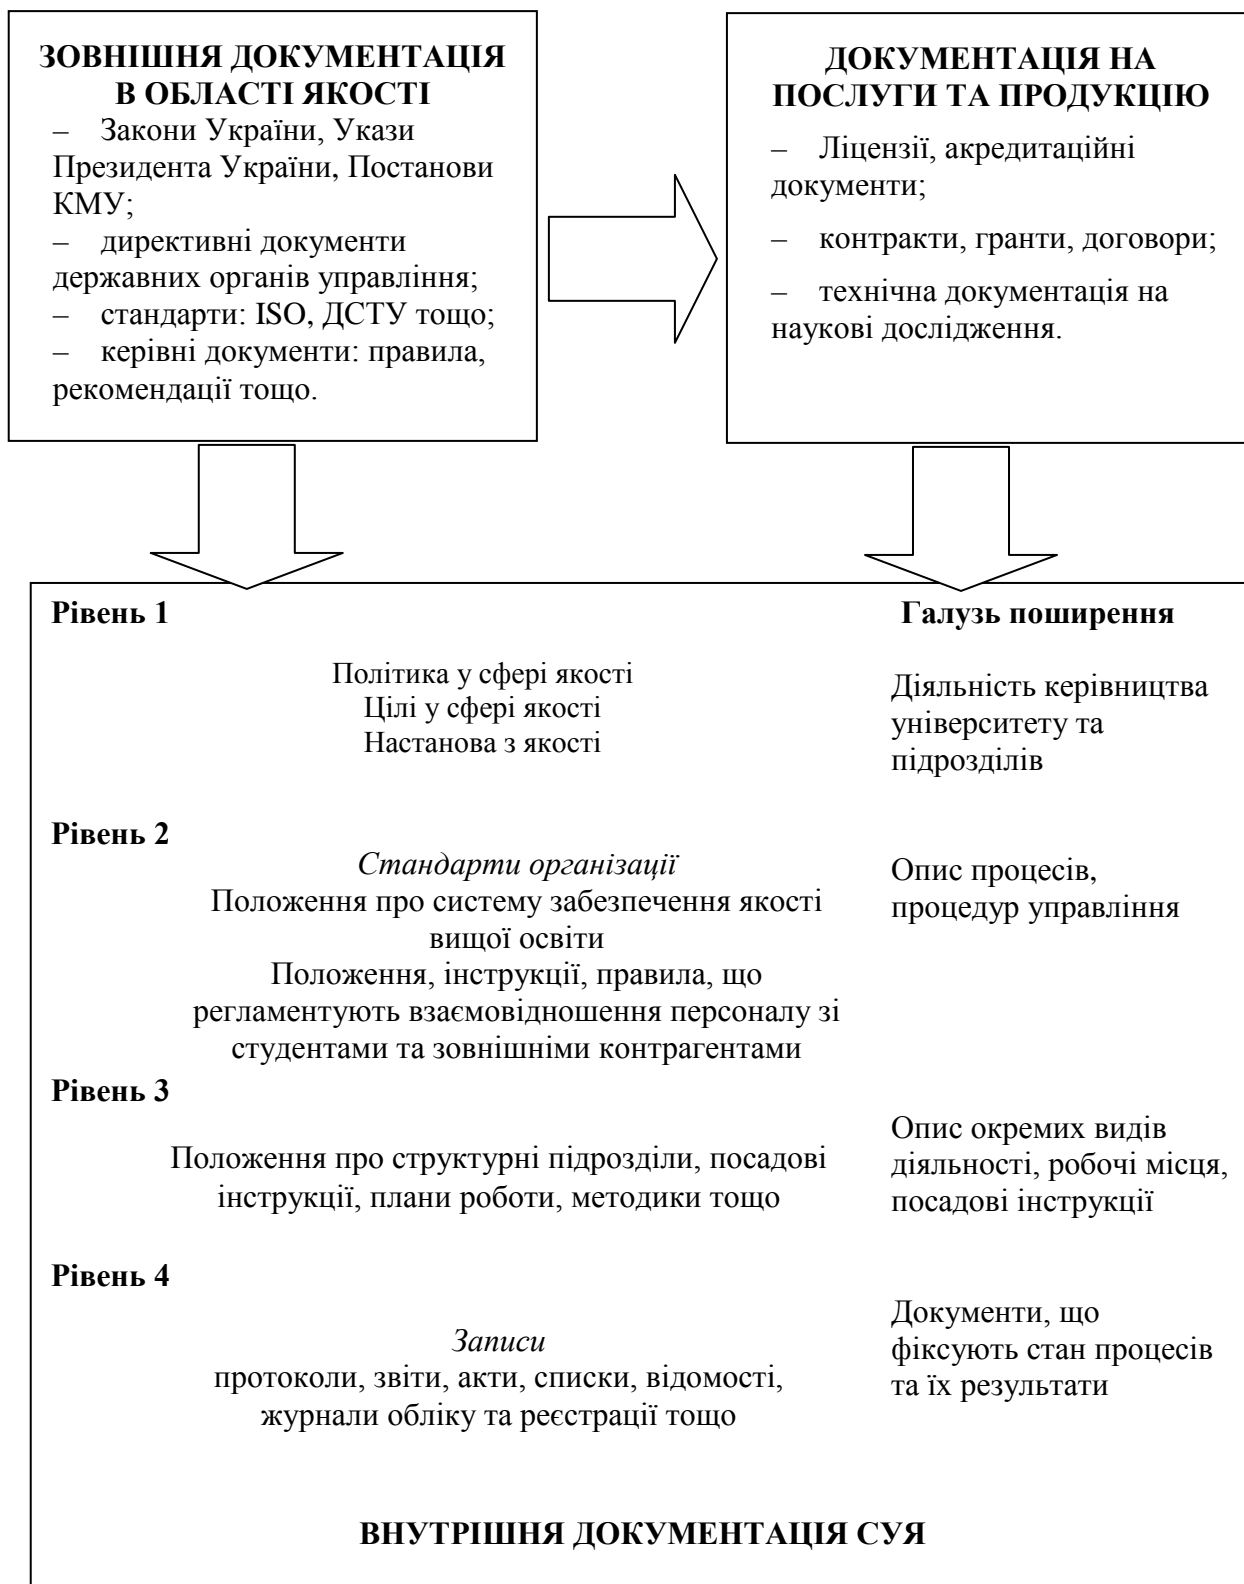 ЗОВНІШНЯ ДОКУМЕНТАЦІЯ
В ОБЛАСТІ ЯКОСТІ
– Закони України, Укази
Президента України, Постанови
КМУ;
– директивні документи
державних органів управління;
– стандарти: ISO, ДСТУ тощо;
– керівні документи: правила,
рекомендації тощо.
ДОКУМЕНТАЦІЯ НА
ПОСЛУГИ ТА ПРОДУКЦІЮ
– Ліцензії, акредитаційні
документи;
– контракти, гранти, договори;
– технічна документація на
наукові дослідження.
Рівень 1
Галузь поширення
Політика у сфері якості
Цілі у сфері якості
Настанова з якості
Діяльність керівництва
університету та
підрозділів
Рівень 2
Стандарти організації
Положення про систему забезпечення якості
вищої освіти
Положення, інструкції, правила, що
регламентують взаємовідношення персоналу зі
студентами та зовнішніми контрагентами
Опис процесів,
процедур управління
Рівень 3
Положення про структурні підрозділи, посадові
інструкції, плани роботи, методики тощо
Опис окремих видів
діяльності, робочі місця,
посадові інструкції
Рівень 4
Записи
протоколи, звіти, акти, списки, відомості,
журнали обліку та реєстрації тощо
Документи, що
фіксують стан процесів
та їх результати
ВНУТРІШНЯ ДОКУМЕНТАЦІЯ СУЯ